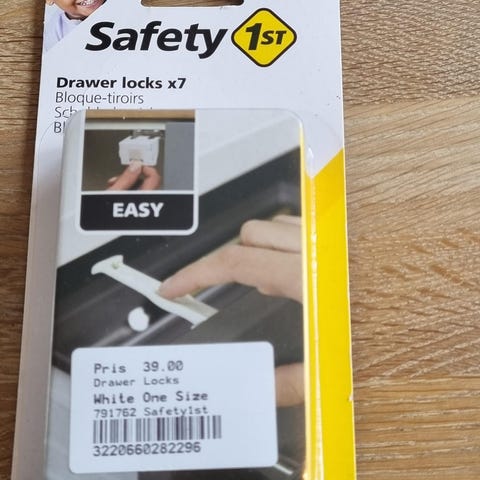 Safety 1ST
Drawer locks x7
Bloque-tiroirs
EASY
Pris 39.00
Drawer Locks
White One Size
791762 Safety1st
3220660282296